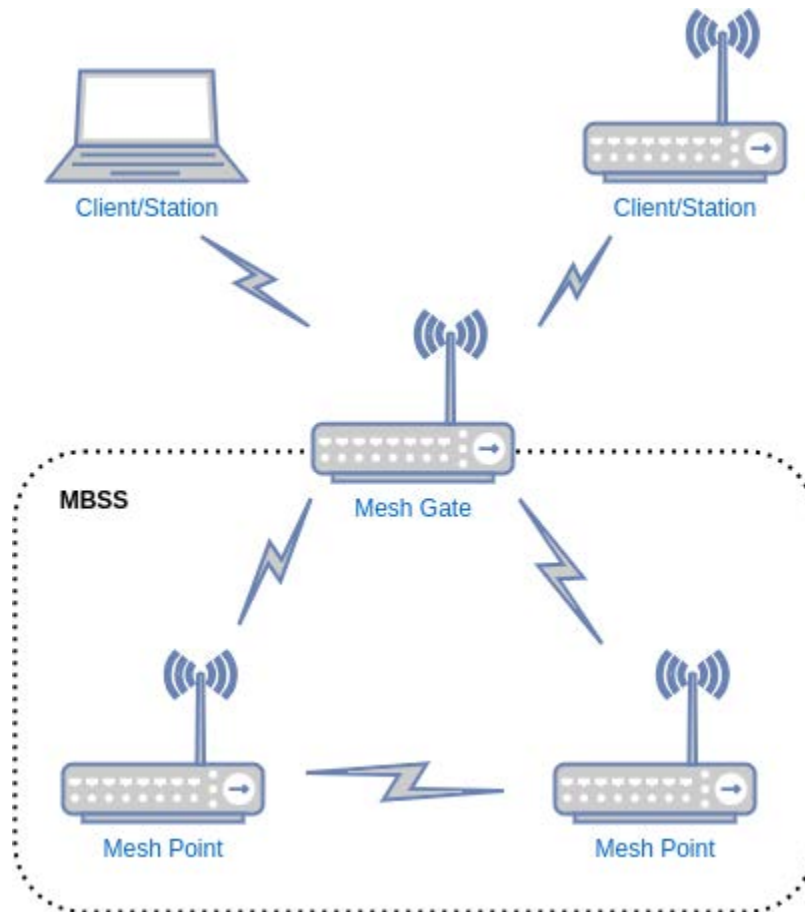 Client/Station
Client/Station
MBSS
Mesh Gate
Mesh Point
Mesh Point